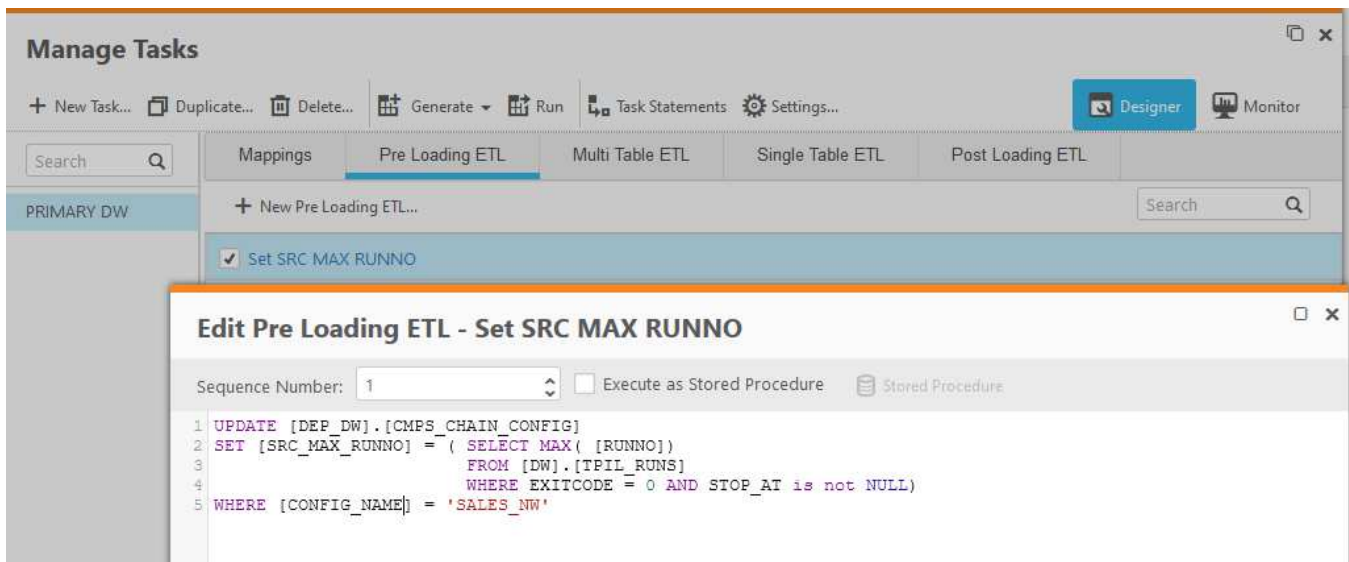 Manage Tasks
New Task... Duplicate... Delete... Generate Run Task Statements Settings... Designer Monitor
Search Mappings Pre Loading ETL Multi Table ETL Single Table ETL Post Loading ETL
PRIMARY DW New Pre Loading ETL... Search
Set SRC MAX RUNNO
Edit Pre Loading ETL - Set SRC MAX RUNNO
Sequence Number: 1 Execute as Stored Procedure Stored Procedure
1 UPDATE [DEP_DW].[CMPS_CHAIN_CONFIG]
2 SET [SRC_MAX_RUNNO] = ( SELECT MAX( [RUNNO])
3 FROM [DW].[TPIL_RUNS]
4 WHERE EXITCODE = 0 AND STOP_AT is not NULL)
5 WHERE [CONFIG_NAME] = 'SALES_NW'